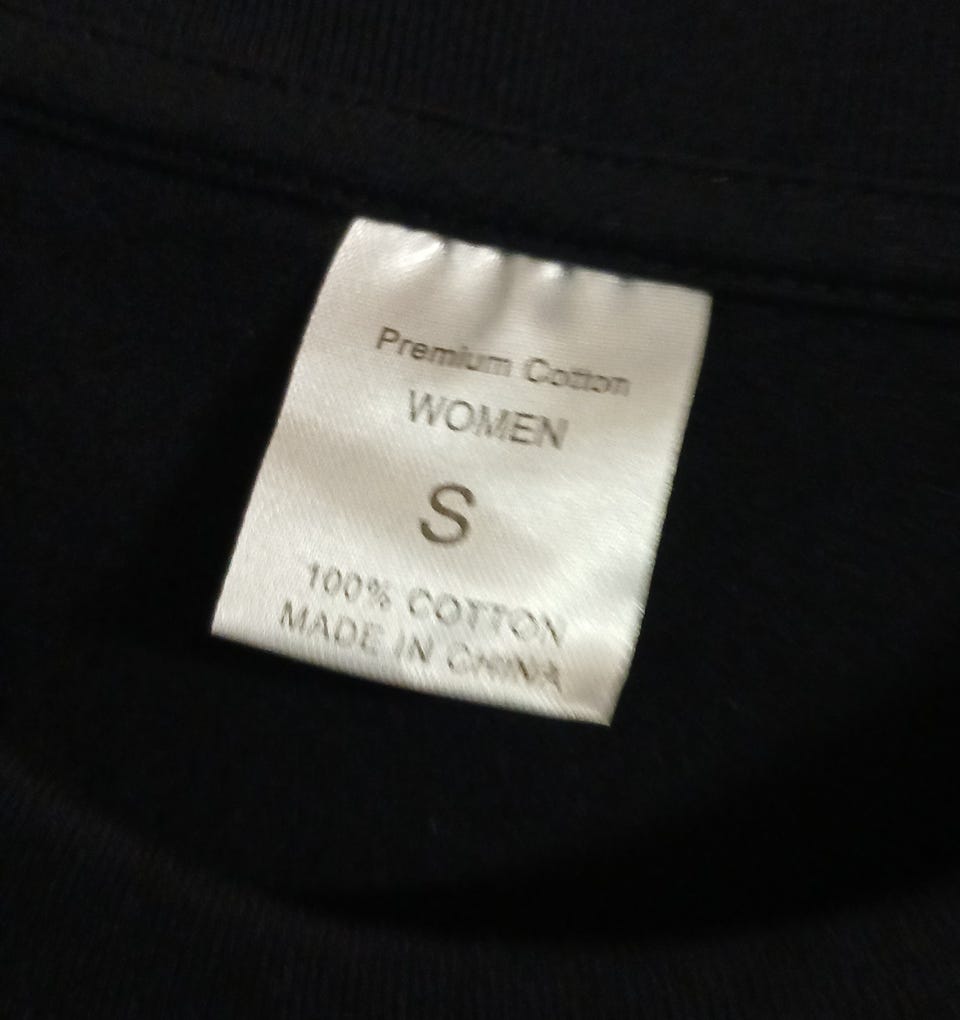 Premium Cotton
WOMEN
S
100% COTTON
MADE IN CHINA